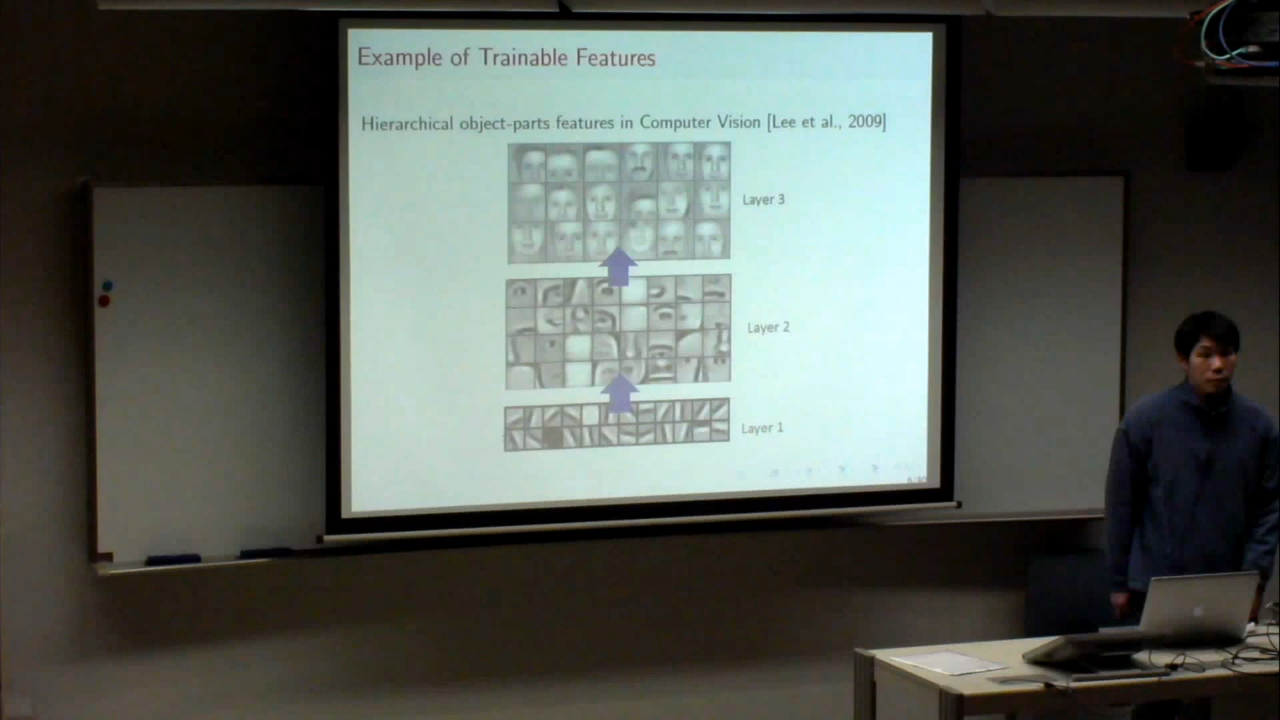 Example of Trainable Features
Hierarchical object-parts features in Computer Vision [Lee et al., 2009]
Layer 3
Layer 2
Layer 1